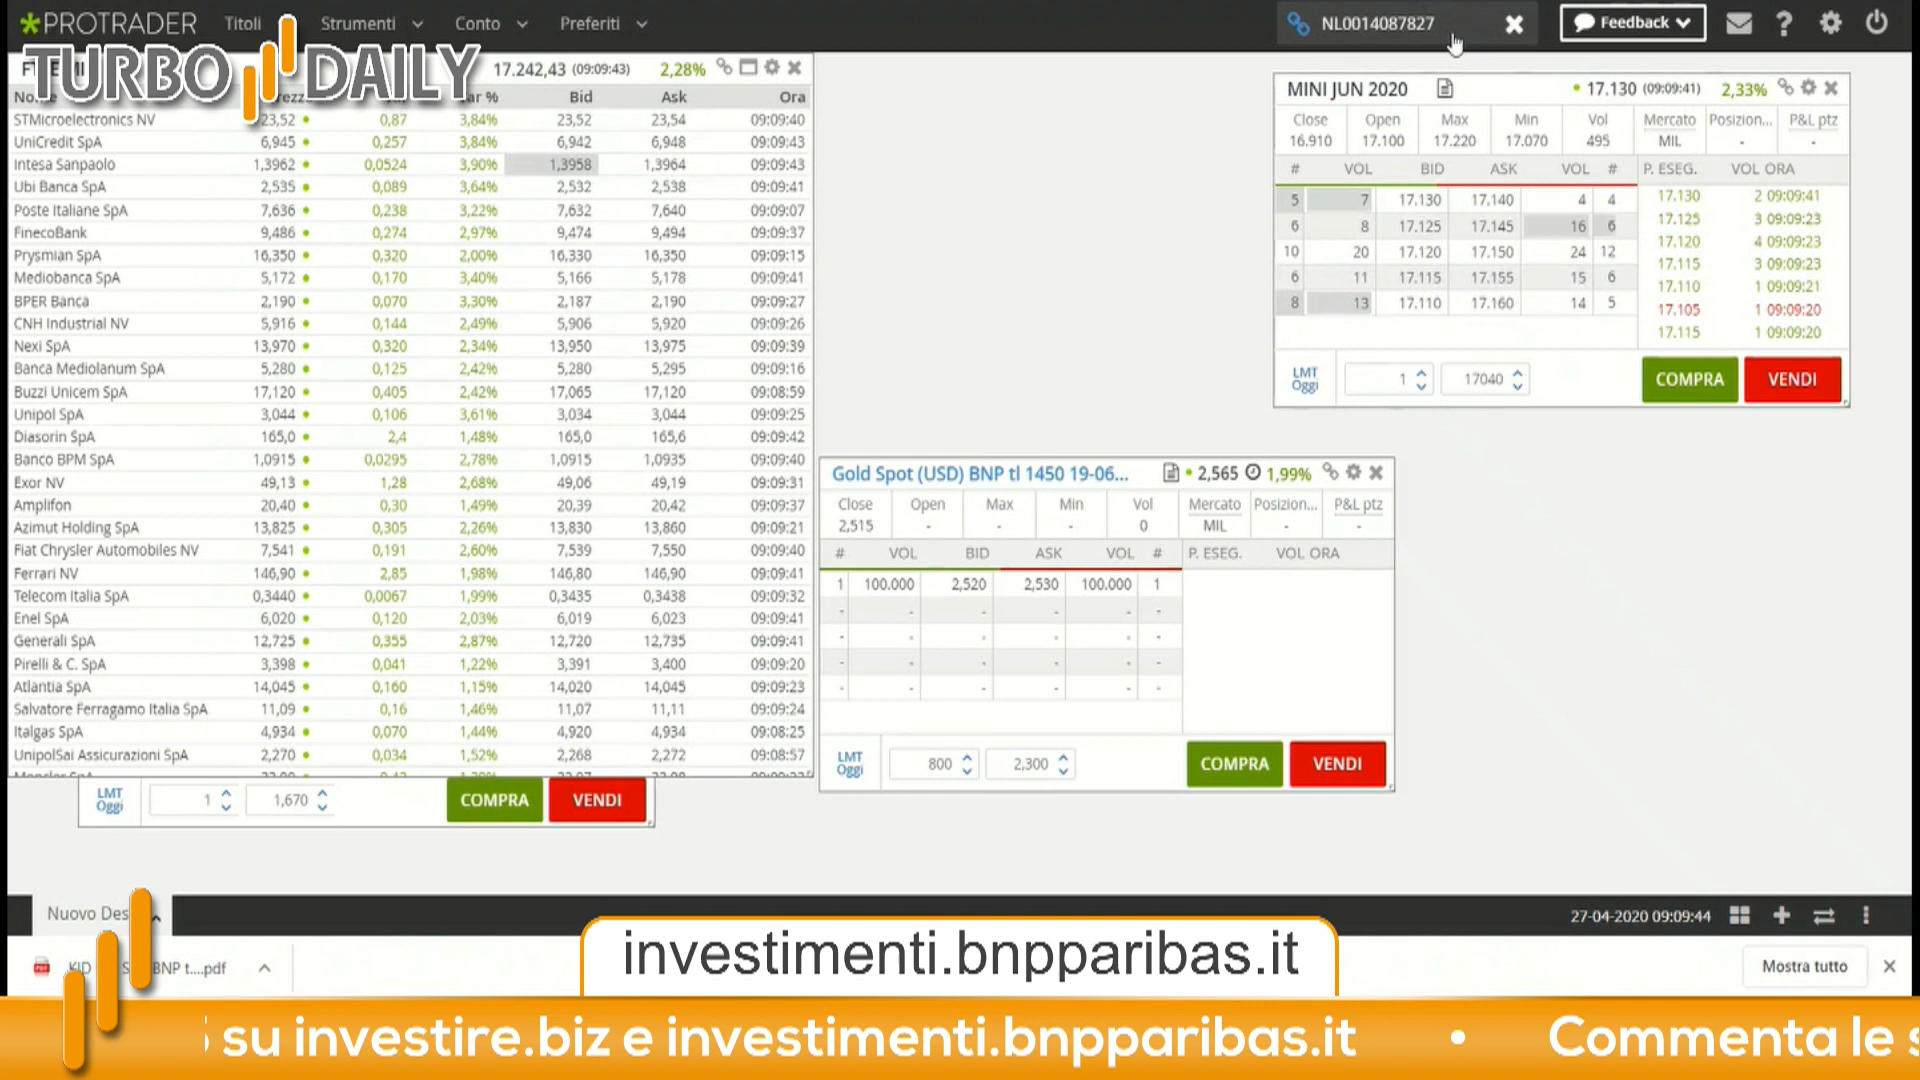 PROTRADER Titoli Strumenti Conto Preferiti NL0014087827 Feedback
TURBO DAILY
17.242,43 (09:09:43) 2,28%
Var % Bid Ask Ora
STMicroelectronics NV 23,52 0,87 3,84% 23,52 23,54 09:09:40
UniCredit SpA 6,945 0,257 3,84% 6,942 6,948 09:09:43
Intesa Sanpaolo 1,3962 0,0524 3,90% 1,3958 1,3964 09:09:43
Ubi Banca SpA 2,535 0,089 3,64% 2,532 2,538 09:09:41
Poste Italiane SpA 7,636 0,238 3,22% 7,632 7,640 09:09:07
FinecoBank 9,486 0,274 2,97% 9,474 9,494 09:09:37
Prysmian SpA 16,350 0,320 2,00% 16,330 16,350 09:09:15
Mediobanca SpA 5,172 0,170 3,40% 5,166 5,178 09:09:41
BPER Banca 2,190 0,070 3,30% 2,187 2,190 09:09:27
CNH Industrial NV 5,916 0,144 2,49% 5,906 5,920 09:09:26
Nexi SpA 13,970 0,320 2,34% 13,950 13,975 09:09:39
Banca Mediolanum SpA 5,280 0,125 2,42% 5,280 5,295 09:09:16
Buzzi Unicem SpA 17,120 0,405 2,42% 17,065 17,120 09:08:59
Unipol SpA 3,044 0,106 3,61% 3,034 3,044 09:09:25
Diasorin SpA 165,0 2,4 1,48% 165,0 165,6 09:09:42
Banco BPM SpA 1,0915 0,0295 2,78% 1,0915 1,0935 09:09:40
Exor NV 49,13 1,28 2,68% 49,06 49,19 09:09:31
Amplifon 20,40 0,30 1,49% 20,39 20,42 09:09:37
Azimut Holding SpA 13,825 0,305 2,26% 13,830 13,860 09:09:21
Fiat Chrysler Automobiles NV 7,541 0,191 2,60% 7,539 7,550 09:09:40
Ferrari NV 146,90 2,85 1,98% 146,80 146,90 09:09:41
Telecom Italia SpA 0,3440 0,0067 1,99% 0,3435 0,3438 09:09:32
Enel SpA 6,020 0,120 2,03% 6,019 6,023 09:09:41
Generali SpA 12,725 0,355 2,87% 12,720 12,735 09:09:41
Pirelli & C. SpA 3,398 0,041 1,22% 3,391 3,400 09:09:20
Atlantia SpA 14,045 0,160 1,15% 14,020 14,045 09:09:23
Salvatore Ferragamo Italia SpA 11,09 0,16 1,46% 11,07 11,11 09:09:24
Italgas SpA 4,934 0,070 1,44% 4,920 4,934 09:08:25
UnipolSai Assicurazioni SpA 2,270 0,034 1,52% 2,268 2,272 09:08:57
LMT Oggi 1 1,670 COMPRA VENDI
MINI JUN 2020 17.130 (09:09:41) 2,33%
Close Open Max Min Vol Mercato Posizion... P&L ptz
16.910 17.100 17.220 17.070 495 MIL - -
# VOL BID ASK VOL # P. ESEG. VOL ORA
5 7 17.130 17.140 4 4
6 8 17.125 17.145 16 6
10 20 17.120 17.150 24 12
6 11 17.115 17.155 15 6
8 13 17.110 17.160 14 5
17.130 2 09:09:41
17.125 3 09:09:23
17.120 4 09:09:23
17.115 3 09:09:23
17.110 1 09:09:21
17.105 1 09:09:20
17.115 1 09:09:20
LMT Oggi 1 17040 COMPRA VENDI
Gold Spot (USD) BNP tl 1450 19-06... 2,565 1,99%
Close Open Max Min Vol Mercato Posizion... P&L ptz
2,515 - - - 0 MIL - -
# VOL BID ASK VOL # P. ESEG. VOL ORA
1 100.000 2,520 2,530 100.000 1
- - - - - -
- - - - - -
- - - - - -
- - - - - -
LMT Oggi 800 2,300 COMPRA VENDI
Nuovo Des 27-04-2020 09:09:44
KID S BNP t....pdf Mostra tutto
investimenti.bnpparibas.it
su investire.biz e investimenti.bnpparibas.it • Commenta le s